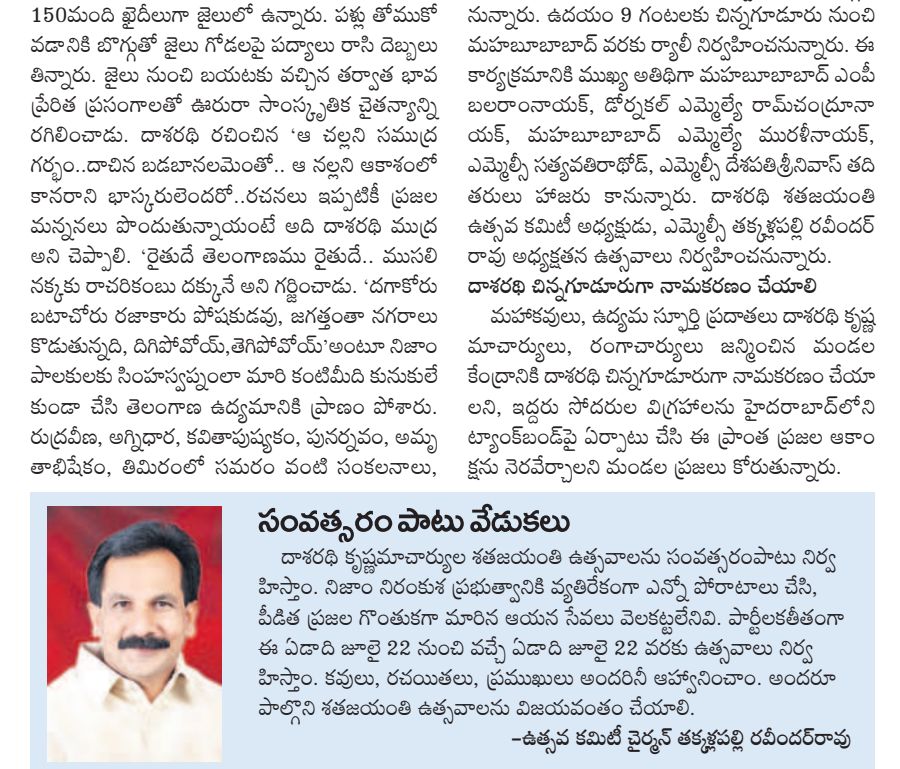 150మంది ఖైదీలుగా జైలులో ఉన్నారు. పళ్లు తోముకో
వడానికి బొగ్గుతో జైలు గోడలపై పద్యాలు రాసి దెబ్బలు
తిన్నారు. జైలు నుంచి బయటకు వచ్చిన తర్వాత భావ
ప్రేరిత ప్రసంగాలతో ఊరురా సాంస్కృతిక చైతన్యాన్ని
రగిలించాడు. దాశరథి రచించిన ‘ఆ చల్లని సముద్ర
గర్భం..దాచిన బడబానలమెంతో.. ఆ నల్లని ఆకాశంలో
కానరాని భాస్కరులెందరో..రచనలు ఇప్పటికీ ప్రజల
మన్ననలు పొందుతున్నాయంటే అది దాశరథి ముద్ర
అని చెప్పాలి. ‘రైతుదే తెలంగాణము రైతుదే.. ముసలి
నక్కకు రాచరికంబు దక్కునే అని గర్జించాడు. ‘దగాకోరు
బటాచోరు రజాకారు పోషకుడవు, జగత్తంతా నగరాలు
కొడుతున్నది, దిగిపోవోయ్,తెగిపోవోయ్’అంటూ నిజాం
పాలకులకు సింహస్వప్నంలా మారి కంటిమీది కునుకులే
కుండా చేసి తెలంగాణ ఉద్యమానికి ప్రాణం పోశారు.
రుద్రవీణ, అగ్నిధార, కవితాపుష్యకం, పునర్నవం, అమృ
తాభిషేకం, తిమిరంలో సమరం వంటి సంకలనాలు,
నున్నారు. ఉదయం 9 గంటలకు చిన్నగూడూరు నుంచి
మహబూబాబాద్ వరకు ర్యాలీ నిర్వహించనున్నారు. ఈ
కార్యక్రమానికి ముఖ్య అతిథిగా మహబూబాబాద్ ఎంపీ
బలరాంనాయక్, డోర్నకల్ ఎమ్మెల్యే రామ్‌చంద్రూనా
యక్, మహబూబాబాద్ ఎమ్మెల్యే మురళీనాయక్,
ఎమ్మెల్సీ సత్యవతిరాథోడ్, ఎమ్మెల్సీ దేశపతిశ్రీనివాస్ తది
తరులు హాజరు కానున్నారు. దాశరథి శతజయంతి
ఉత్సవ కమిటీ అధ్యక్షుడు, ఎమ్మెల్సీ తక్కళ్లపల్లి రవీందర్
రావు అధ్యక్షతన ఉత్సవాలు నిర్వహించనున్నారు.
దాశరథి చిన్నగూడూరుగా నామకరణం చేయాలి
మహాకవులు, ఉద్యమ స్ఫూర్తి ప్రదాతలు దాశరథి కృష్ణ
మాచార్యులు, రంగాచార్యులు జన్మించిన మండల
కేంద్రానికి దాశరథి చిన్నగూడూరుగా నామకరణం చేయా
లని, ఇద్దరు సోదరుల విగ్రహాలను హైదరాబాద్‌లోని
ట్యాంక్‌బండ్‌పై ఏర్పాటు చేసి ఈ ప్రాంత ప్రజల ఆకాం
క్షను నెరవేర్చాలని మండల ప్రజలు కోరుతున్నారు.
సంవత్సరం పాటు వేడుకలు
దాశరథి కృష్ణమాచార్యుల శతజయంతి ఉత్సవాలను సంవత్సరంపాటు నిర్వ
హిస్తాం. నిజాం నిరంకుశ ప్రభుత్వానికి వ్యతిరేకంగా ఎన్నో పోరాటాలు చేసి,
పీడిత ప్రజల గొంతుకగా మారిన ఆయన సేవలు వెలకట్టలేనివి. పార్టీలకతీతంగా
ఈ ఏడాది జూలై 22 నుంచి వచ్చే ఏడాది జూలై 22 వరకు ఉత్సవాలు నిర్వ
హిస్తాం. కవులు, రచయితలు, ప్రముఖులు అందరినీ ఆహ్వానించాం. అందరూ
పాల్గొని శతజయంతి ఉత్సవాలను విజయవంతం చేయాలి.
-ఉత్సవ కమిటీ చైర్మన్ తక్కళ్లపల్లి రవీందర్‌రావు